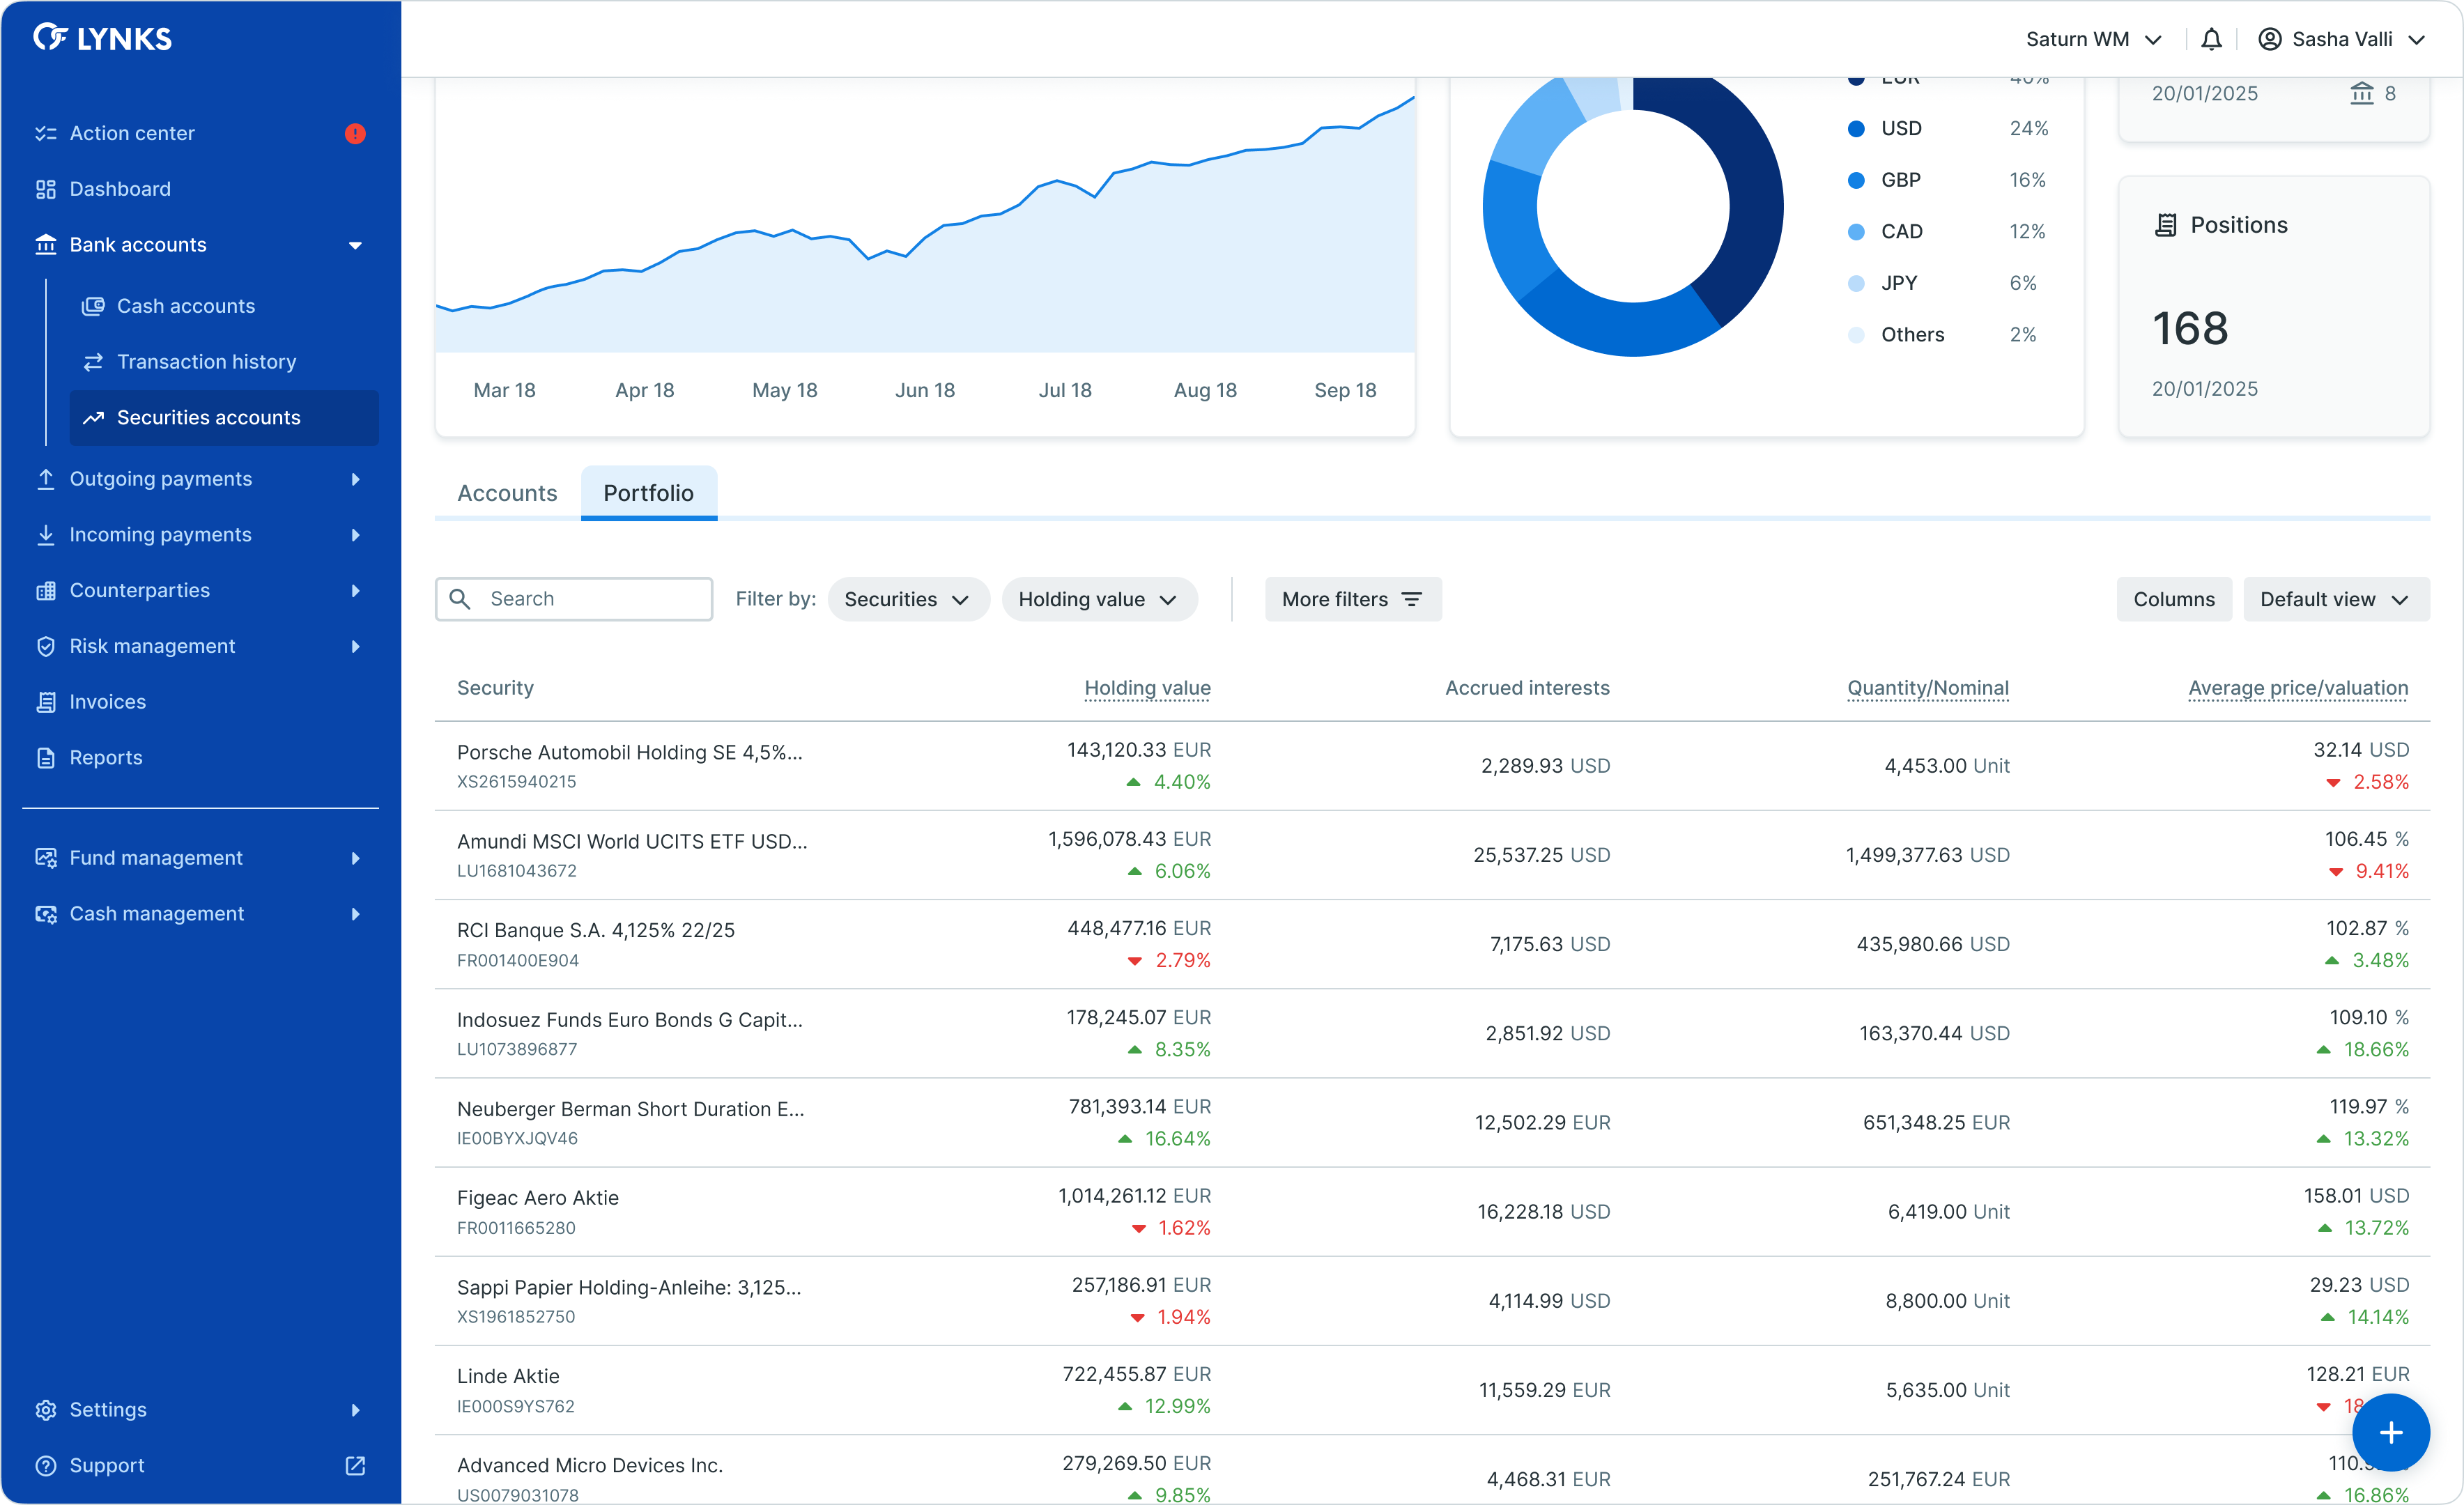 LYNKS
Saturn WM
Sasha Valli
Action center
Dashboard
Bank accounts
Cash accounts
Transaction history
Securities accounts
Outgoing payments
Incoming payments
Counterparties
Risk management
Invoices
Reports
Fund management
Cash management
Settings
Support
Mar 18 Apr 18 May 18 Jun 18 Jul 18 Aug 18 Sep 18
EUR 40%
USD 24%
GBP 16%
CAD 12%
JPY 6%
Others 2%
20/01/2025 8
Positions
168
20/01/2025
Accounts Portfolio
Search Filter by: Securities Holding value More filters Columns Default view
Security Holding value Accrued interests Quantity/Nominal Average price/valuation
Porsche Automobil Holding SE 4,5%... 143,120.33 EUR 2,289.93 USD 4,453.00 Unit 32.14 USD
XS2615940215 4.40% 2.58%
Amundi MSCI World UCITS ETF USD... 1,596,078.43 EUR 25,537.25 USD 1,499,377.63 USD 106.45 %
LU1681043672 6.06% 9.41%
RCI Banque S.A. 4,125% 22/25 448,477.16 EUR 7,175.63 USD 435,980.66 USD 102.87 %
FR001400E904 2.79% 3.48%
Indosuez Funds Euro Bonds G Capit... 178,245.07 EUR 2,851.92 USD 163,370.44 USD 109.10 %
LU1073896877 8.35% 18.66%
Neuberger Berman Short Duration E... 781,393.14 EUR 12,502.29 EUR 651,348.25 EUR 119.97 %
IE00BYXJQV46 16.64% 13.32%
Figeac Aero Aktie 1,014,261.12 EUR 16,228.18 USD 6,419.00 Unit 158.01 USD
FR0011665280 1.62% 13.72%
Sappi Papier Holding-Anleihe: 3,125... 257,186.91 EUR 4,114.99 USD 8,800.00 Unit 29.23 USD
XS1961852750 1.94% 14.14%
Linde Aktie 722,455.87 EUR 11,559.29 EUR 5,635.00 Unit 128.21 EUR
IE000S9YS762 12.99%
Advanced Micro Devices Inc. 279,269.50 EUR 4,468.31 EUR 251,767.24 EUR
US0079031078 9.85% 16.86%